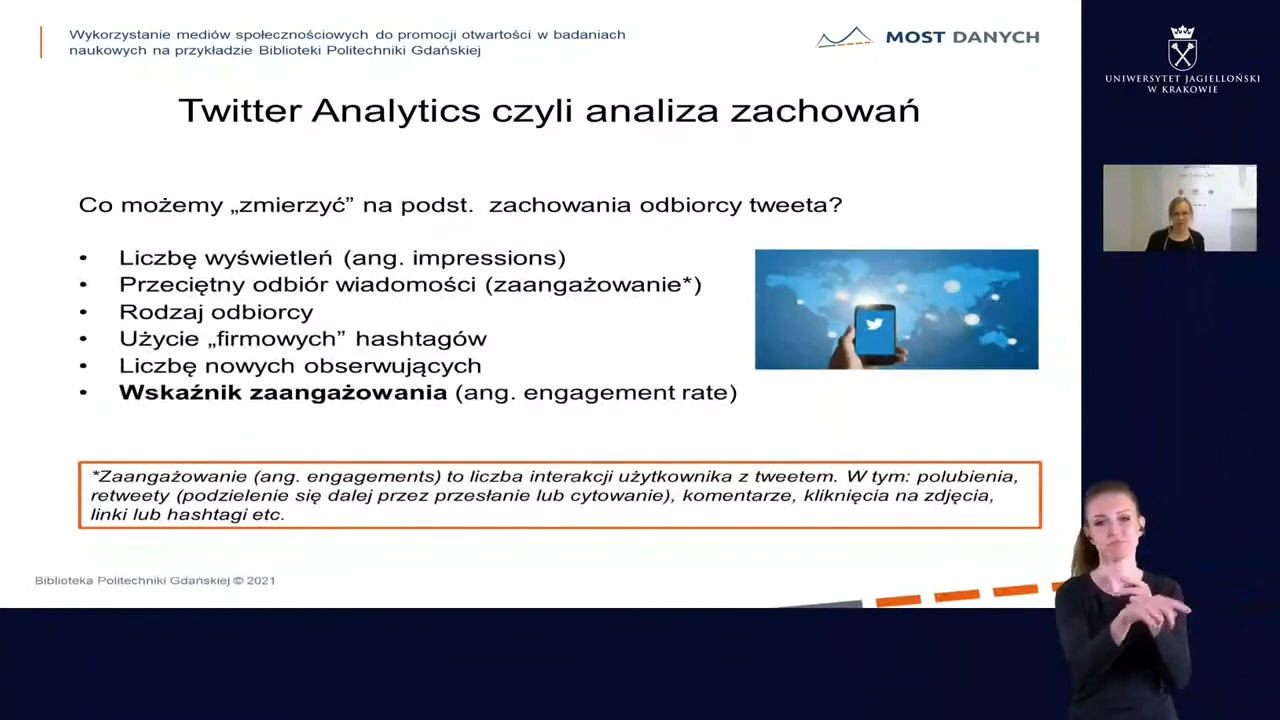 Wykorzystanie mediów społecznościowych do promocji otwartości w badaniach
naukowych na przykładzie Biblioteki Politechniki Gdańskiej
MOST DANYCH
UNIWERSYTET JAGIELLOŃSKI
W KRAKOWIE
Twitter Analytics czyli analiza zachowań
Co możemy „zmierzyć” na podst. zachowania odbiorcy tweeta?
• Liczbę wyświetleń (ang. impressions)
• Przeciętny odbiór wiadomości (zaangażowanie*)
• Rodzaj odbiorcy
• Użycie „firmowych” hashtagów
• Liczbę nowych obserwujących
• Wskaźnik zaangażowania (ang. engagement rate)
*Zaangażowanie (ang. engagements) to liczba interakcji użytkownika z tweetem. W tym: polubienia,
retweety (podzielenie się dalej przez przesłanie lub cytowanie), komentarze, kliknięcia na zdjęcia,
linki lub hashtagi etc.
Biblioteka Politechniki Gdańskiej © 2021